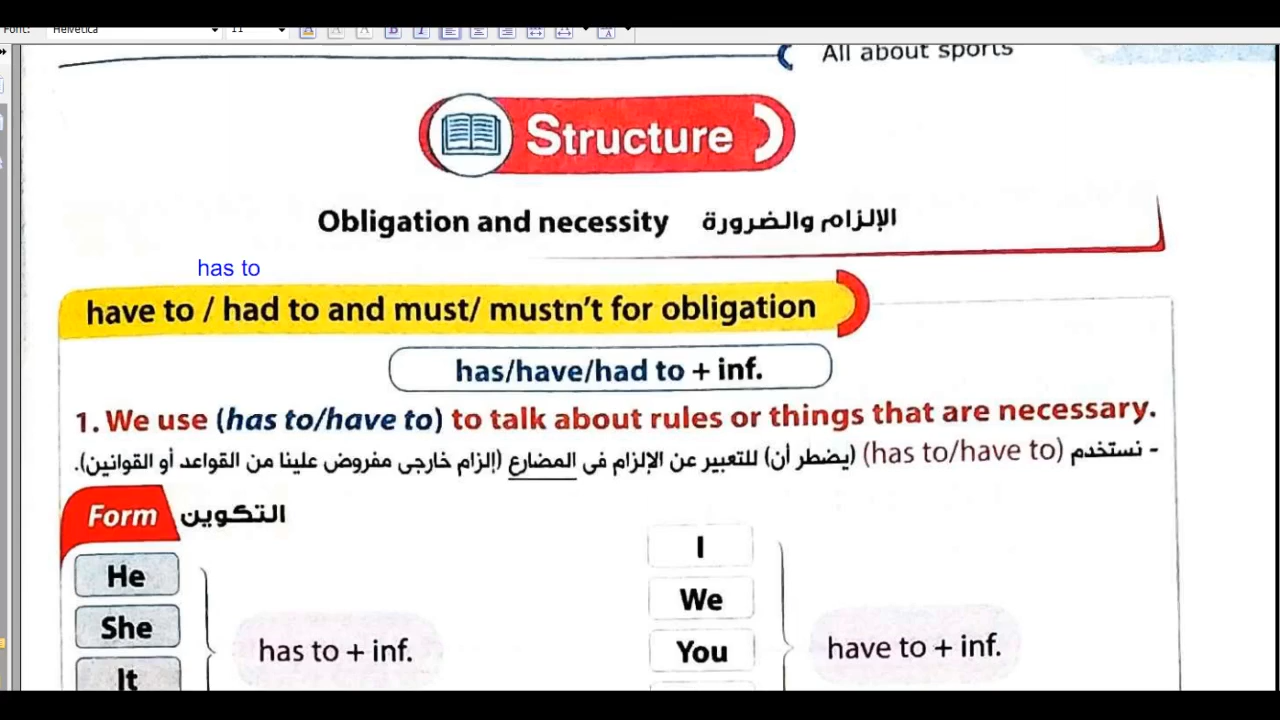 Font: Helvetica 11
All about sports
Structure
Obligation and necessity الإلزام والضرورة
has to
have to / had to and must/ mustn't for obligation
has/have/had to + inf.
1. We use (has to/have to) to talk about rules or things that are necessary.
- نستخدم (has to/have to) (يضطر أن) للتعبير عن الإلزام فى المضارع (إلزام خارجى مفروض علينا من القواعد أو القوانين).
Form التكوين
He
She
It
has to + inf.
I
We
You
have to + inf.